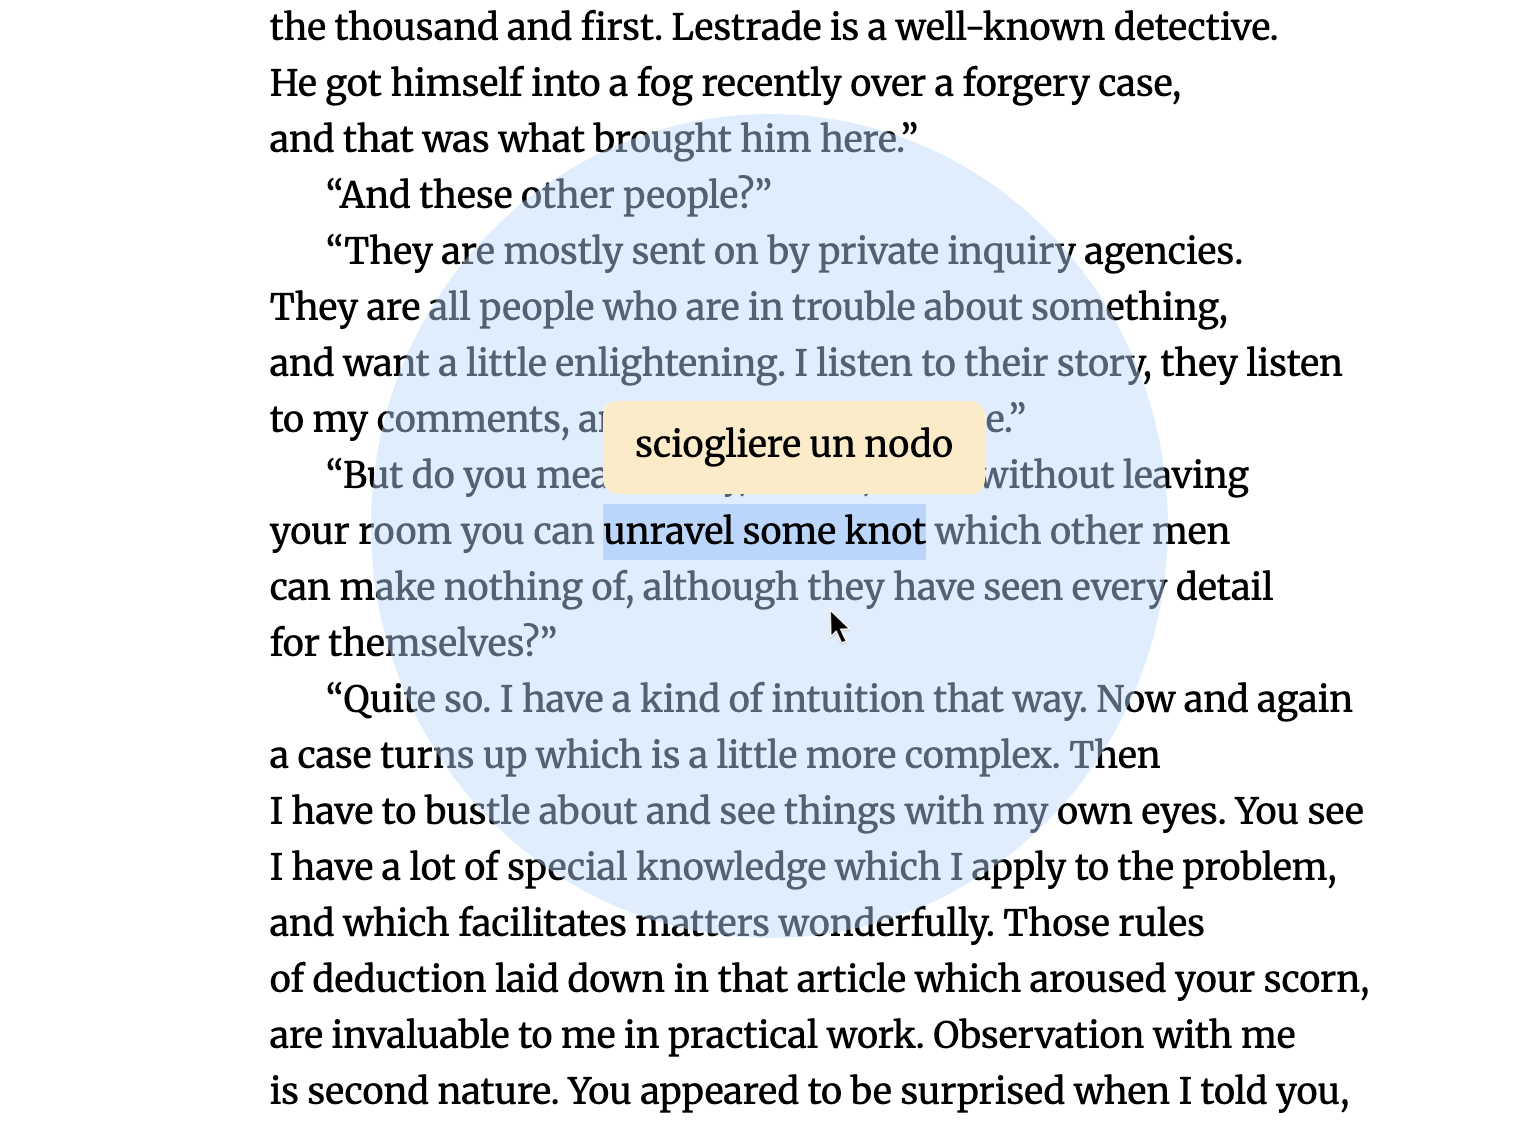 the thousand and first. Lestrade is a well-known detective.
He got himself into a fog recently over a forgery case,
and that was what brought him here.”
“And these other people?”
“They are mostly sent on by private inquiry agencies.
They are all people who are in trouble about something,
and want a little enlightening. I listen to their story, they listen
to my comments,
sciogliere un nodo
“But do you without leaving
your room you can unravel some knot which other men
can make nothing of, although they have seen every detail
for themselves?”
“Quite so. I have a kind of intuition that way. Now and again
a case turns up which is a little more complex. Then
I have to bustle about and see things with my own eyes. You see
I have a lot of special knowledge which I apply to the problem,
and which facilitates matters wonderfully. Those rules
of deduction laid down in that article which aroused your scorn,
are invaluable to me in practical work. Observation with me
is second nature. You appeared to be surprised when I told you,